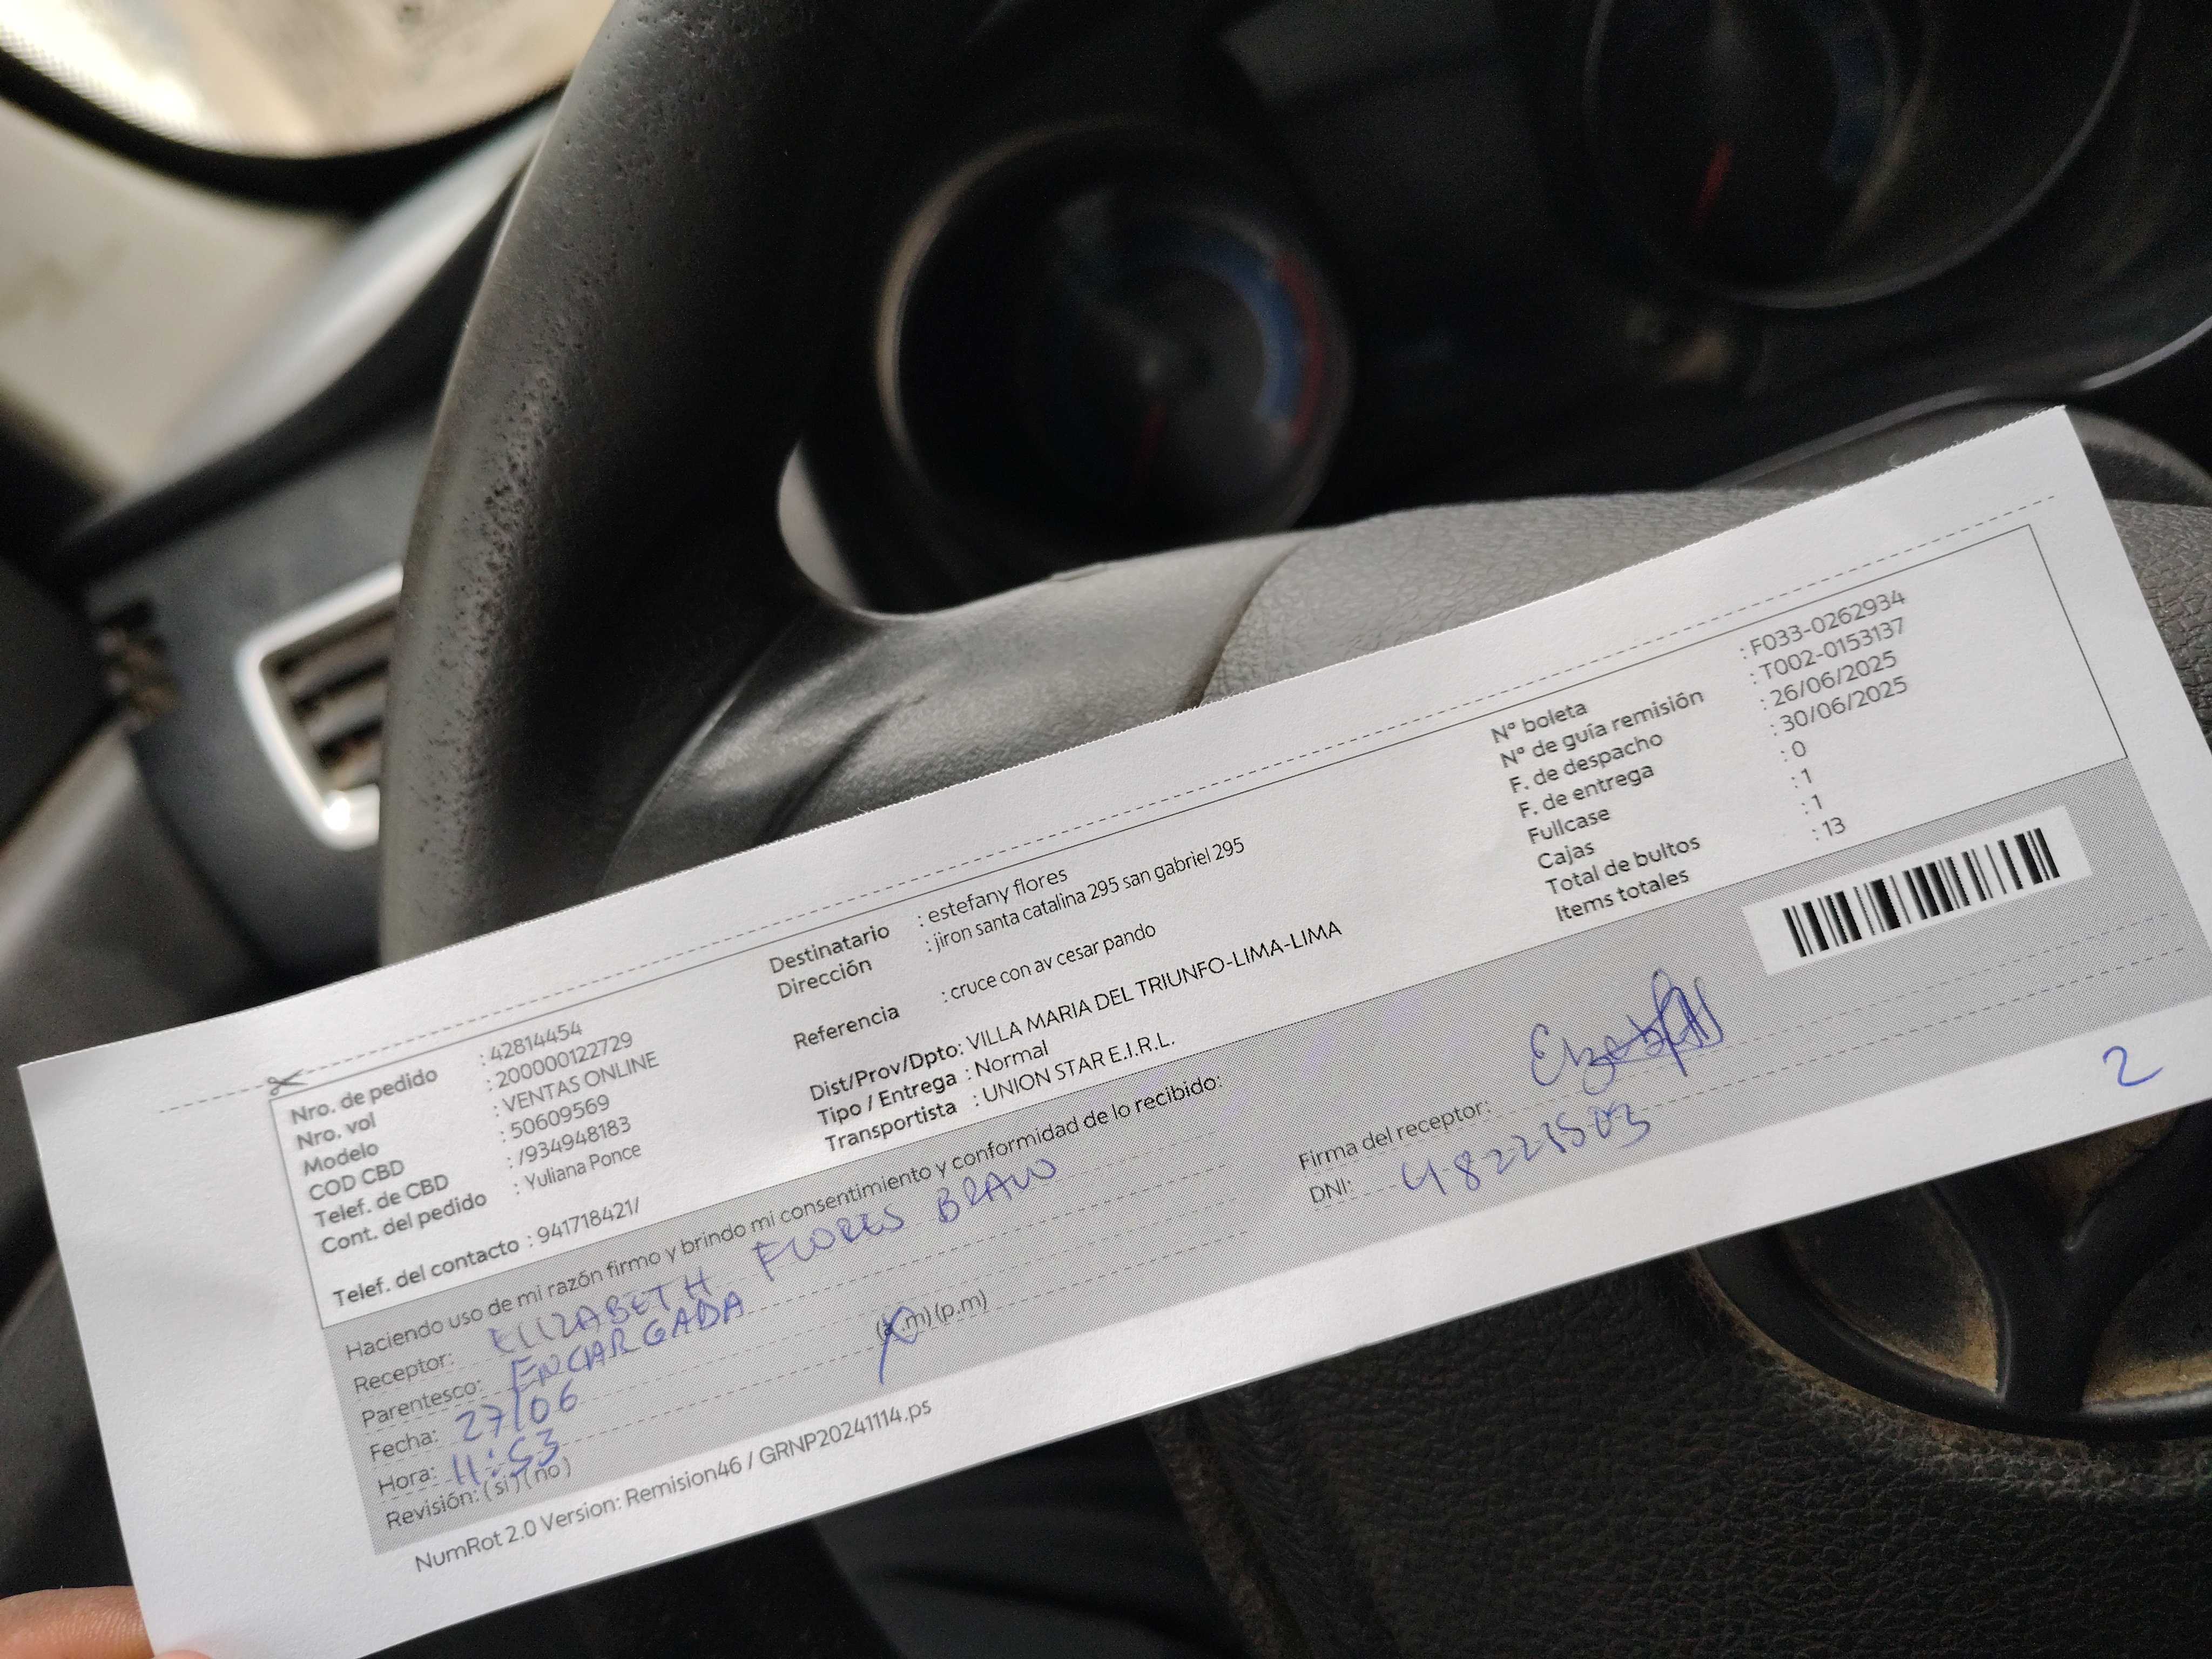 Nro. de pedido : 42814454
Nro. vol : 200000122729
Modelo : VENTAS ONLINE
COD CBD : 50609569
Telef. de CBD : /934948183
Cont. del pedido : Yuliana Ponce
Telef. del contacto : 941718421/
Destinatario : estefany flores
Dirección : jiron santa catalina 295 san gabriel 295
Referencia : cruce con av cesar pando
Dist/Prov/Dpto: VILLA MARIA DEL TRIUNFO-LIMA-LIMA
Tipo / Entrega : Normal
Transportista : UNION STAR E.I.R.L.
N° boleta : F033-0262934
N° de guía remisión : T002-0153137
F. de despacho : 26/06/2025
F. de entrega : 30/06/2025
Fullcase : 0
Cajas : 1
Total de bultos : 1
Items totales : 13
Haciendo uso de mi razón firmo y brindo mi consentimiento y conformidad de lo recibido:
Receptor: ELIZABETH FLORES BRAVO
Parentesco: ENCARGADA
Fecha: 27/06
Hora: 11:53 (a.m) (p.m)
Revisión: (si) (no)
Firma del receptor:
DNI: 48223503
2
NumRot 2.0 Version: Remision46 / GRNP20241114.ps